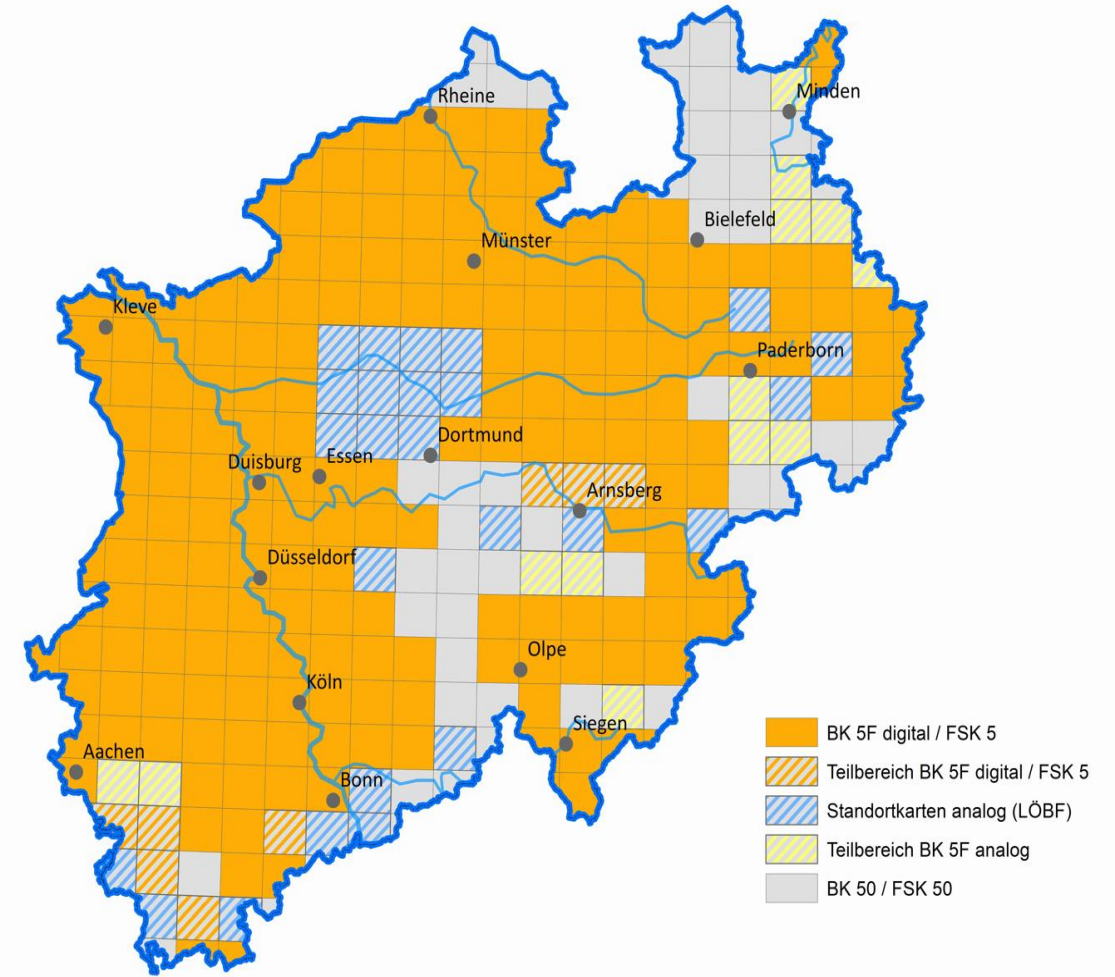 Rheine
Minden
Bielefeld
Münster
Kleve
Paderborn
Dortmund
Duisburg
Essen
Arnsberg
Düsseldorf
Olpe
Köln
Siegen
Aachen
Bonn
BK 5F digital / FSK 5
Teilbereich BK 5F digital / FSK 5
Standortkarten analog (LÖBF)
Teilbereich BK 5F analog
BK 50 / FSK 50